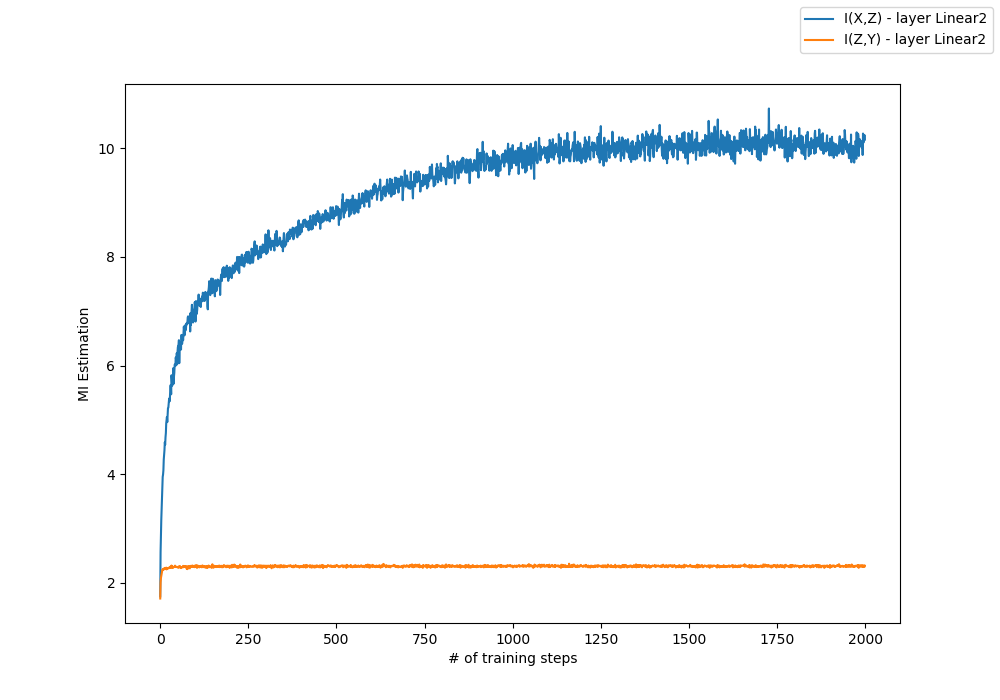 I(X,Z) - layer Linear2
I(Z,Y) - layer Linear2
10
8
6
4
2
MI Estimation
0 250 500 750 1000 1250 1500 1750 2000
# of training steps